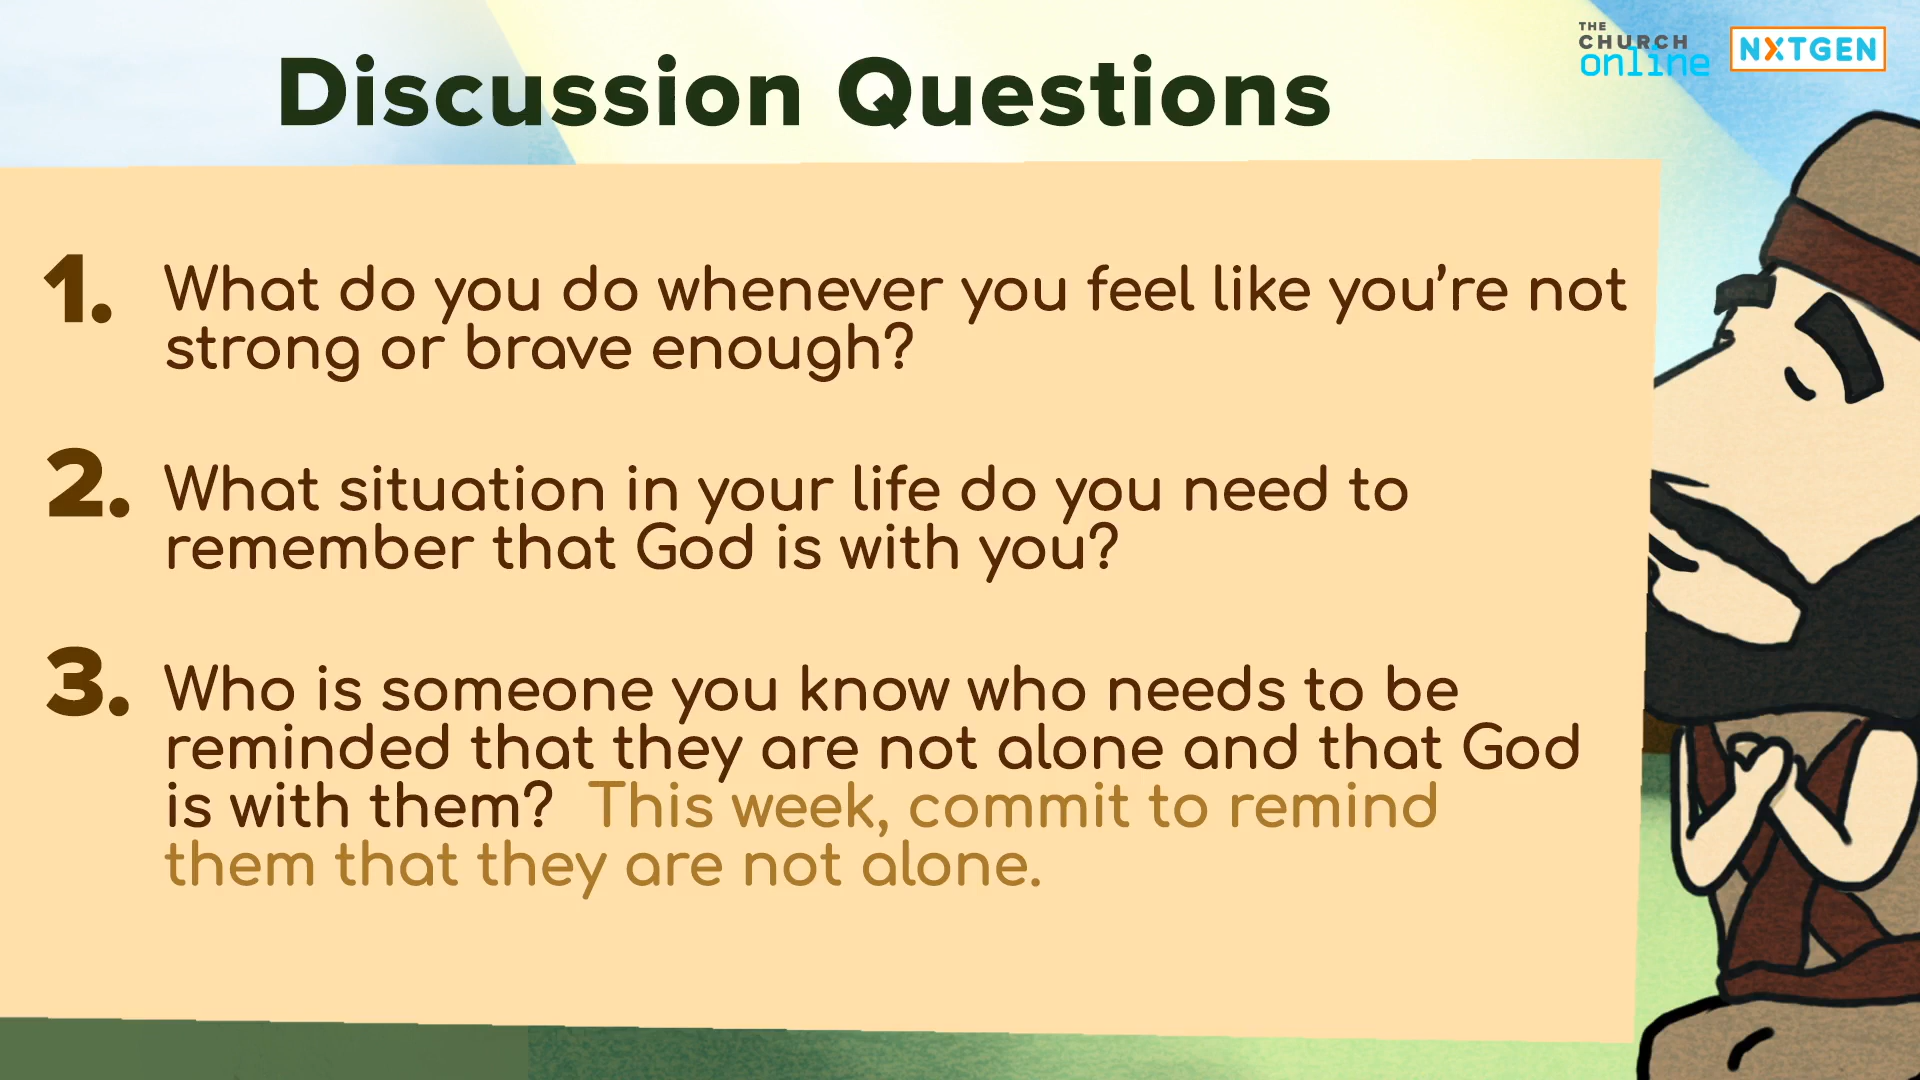 THE
CHURCH
online
NXTGEN
Discussion Questions
1. What do you do whenever you feel like you’re not
strong or brave enough?
2. What situation in your life do you need to
remember that God is with you?
3. Who is someone you know who needs to be
reminded that they are not alone and that God
is with them? This week, commit to remind
them that they are not alone.